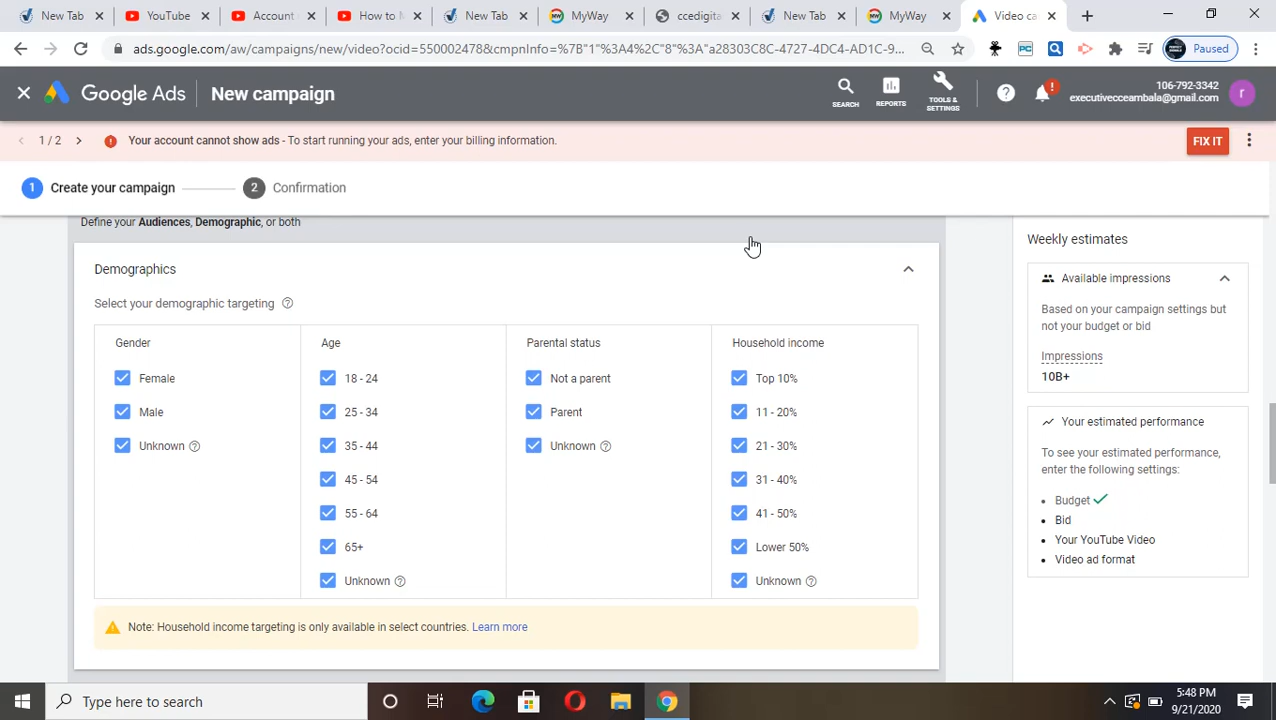 New Tab
YouTube
Account
How to M
New Tab
MyWay
ccedigita
New Tab
MyWay
Video ca
ads.google.com/aw/campaigns/new/video?ocid=550002478&cmpnInfo=%7B"1"%3A4%2C"8"%3A"a28303C8C-4727-4DC4-AD1C-9...
PC
Paused
Google Ads
New campaign
SEARCH
REPORTS
TOOLS & SETTINGS
106-792-3342
executivecceambala@gmail.com
r
1 / 2
Your account cannot show ads - To start running your ads, enter your billing information.
FIX IT
1 Create your campaign
2 Confirmation
Define your Audiences, Demographic, or both
Demographics
Select your demographic targeting
Gender
Female
Male
Unknown
Age
18 - 24
25 - 34
35 - 44
45 - 54
55 - 64
65+
Unknown
Parental status
Not a parent
Parent
Unknown
Household income
Top 10%
11 - 20%
21 - 30%
31 - 40%
41 - 50%
Lower 50%
Unknown
Note: Household income targeting is only available in select countries. Learn more
Weekly estimates
Available impressions
Based on your campaign settings but
not your budget or bid
Impressions
10B+
Your estimated performance
To see your estimated performance,
enter the following settings:
Budget
Bid
Your YouTube Video
Video ad format
Type here to search
5:48 PM
9/21/2020